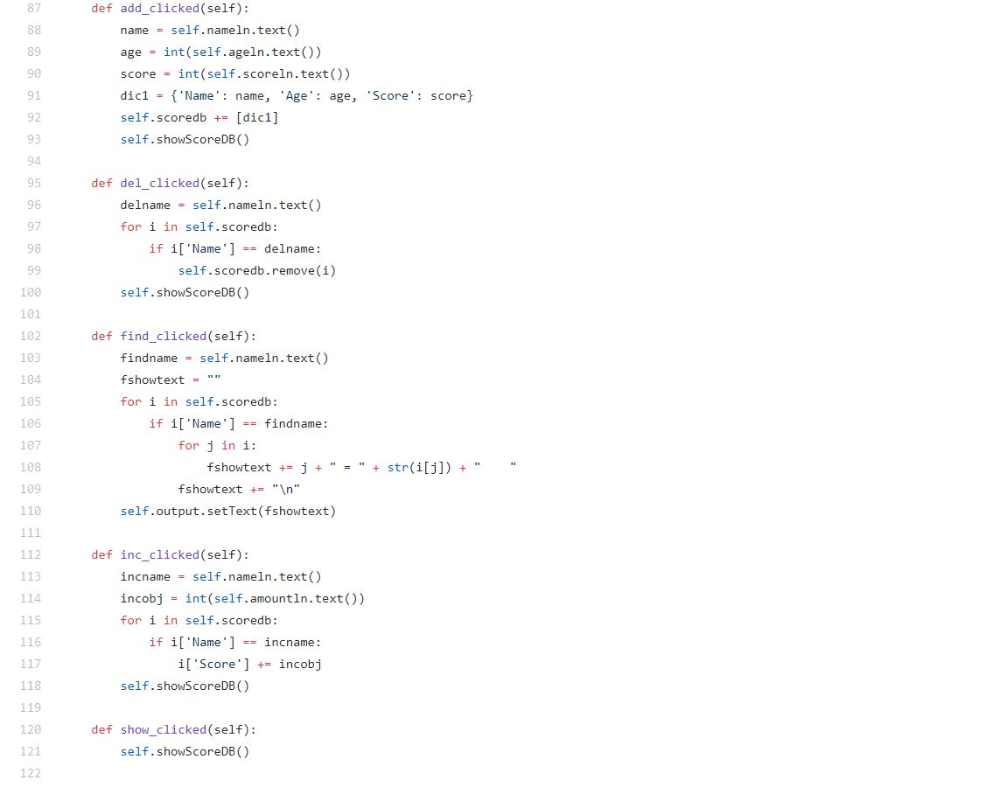 87 def add_clicked(self):
88 name = self.nameln.text()
89 age = int(self.ageln.text())
90 score = int(self.scoreln.text())
91 dic1 = {'Name': name, 'Age': age, 'Score': score}
92 self.scoredb += [dic1]
93 self.showScoreDB()
94
95 def del_clicked(self):
96 delname = self.nameln.text()
97 for i in self.scoredb:
98 if i['Name'] == delname:
99 self.scoredb.remove(i)
100 self.showScoreDB()
101
102 def find_clicked(self):
103 findname = self.nameln.text()
104 fshowtext = ""
105 for i in self.scoredb:
106 if i['Name'] == findname:
107 for j in i:
108 fshowtext += j + " = " + str(i[j]) + "    "
109 fshowtext += "\n"
110 self.output.setText(fshowtext)
111
112 def inc_clicked(self):
113 incname = self.nameln.text()
114 incobj = int(self.amountln.text())
115 for i in self.scoredb:
116 if i['Name'] == incname:
117 i['Score'] += incobj
118 self.showScoreDB()
119
120 def show_clicked(self):
121 self.showScoreDB()
122